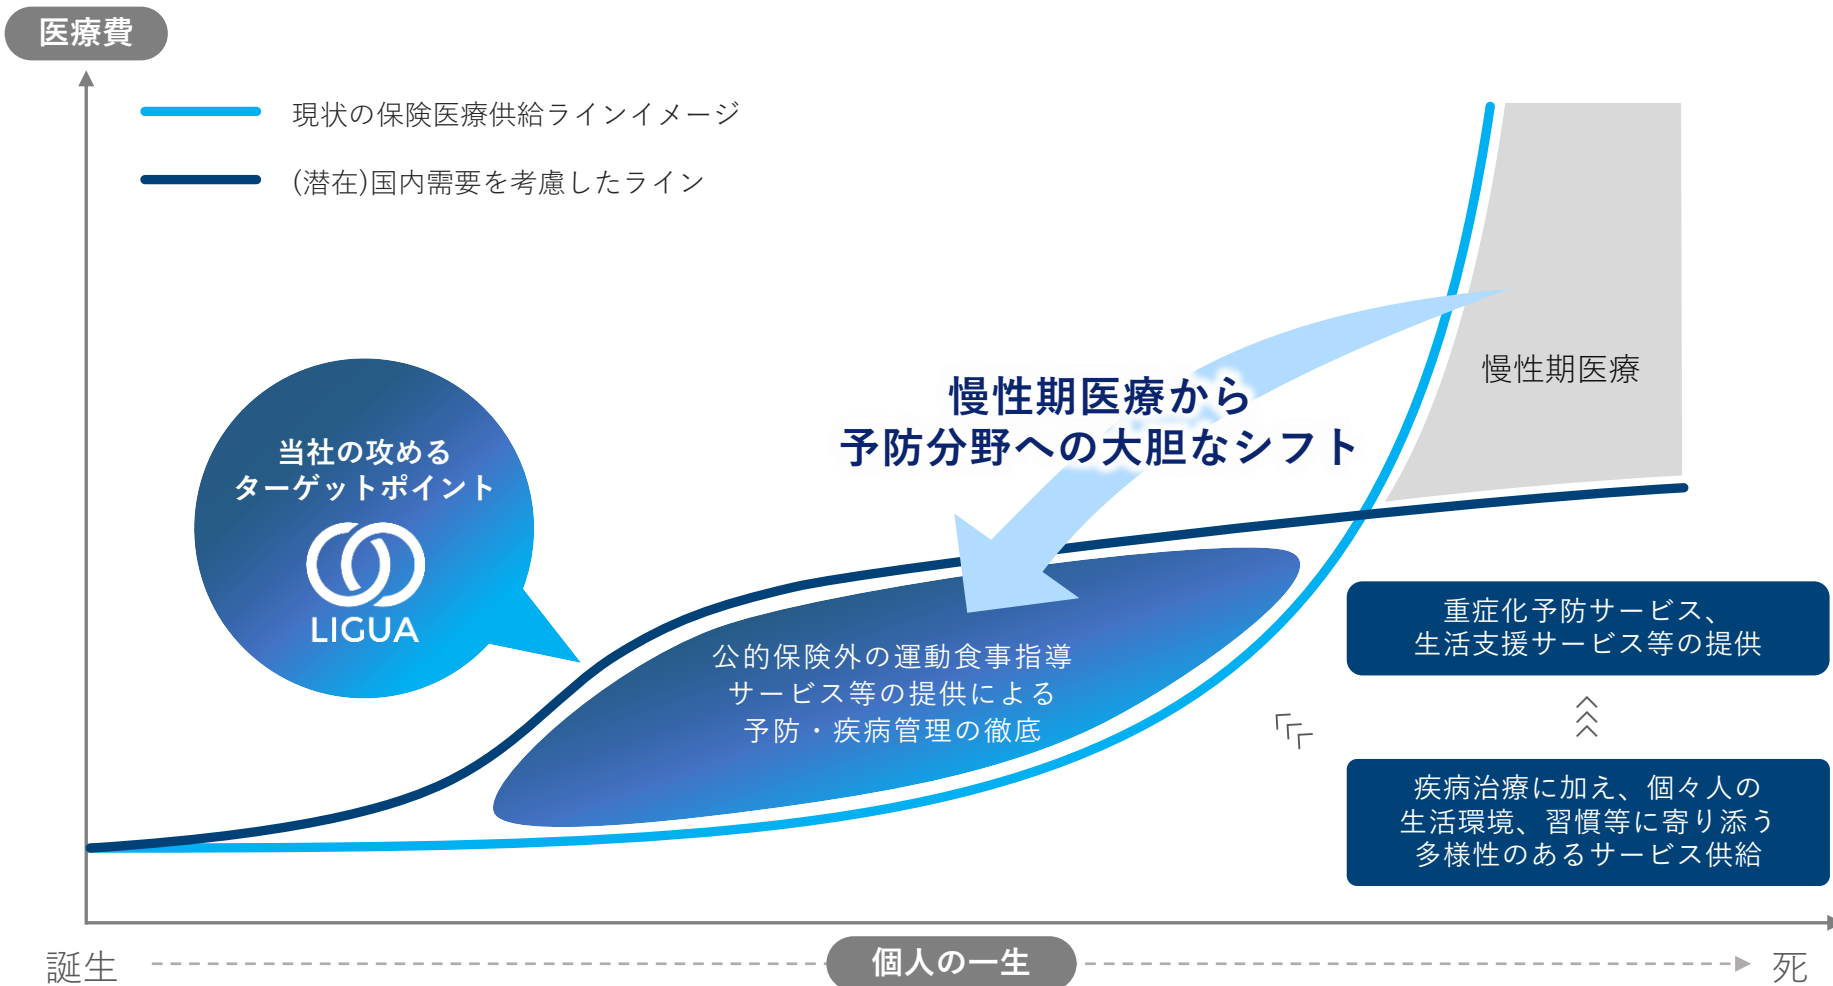 医療費
現状の保険医療供給ラインイメージ
(潜在)国内需要を考慮したライン
慢性期医療
慢性期医療から
予防分野への大胆なシフト
当社の攻める
ターゲットポイント
LIGUA
公的保険外の運動食事指導
サービス等の提供による
予防・疾病管理の徹底
重症化予防サービス、
生活支援サービス等の提供
疾病治療に加え、個々人の
生活環境、習慣等に寄り添う
多様性のあるサービス供給
誕生
個人の一生
死